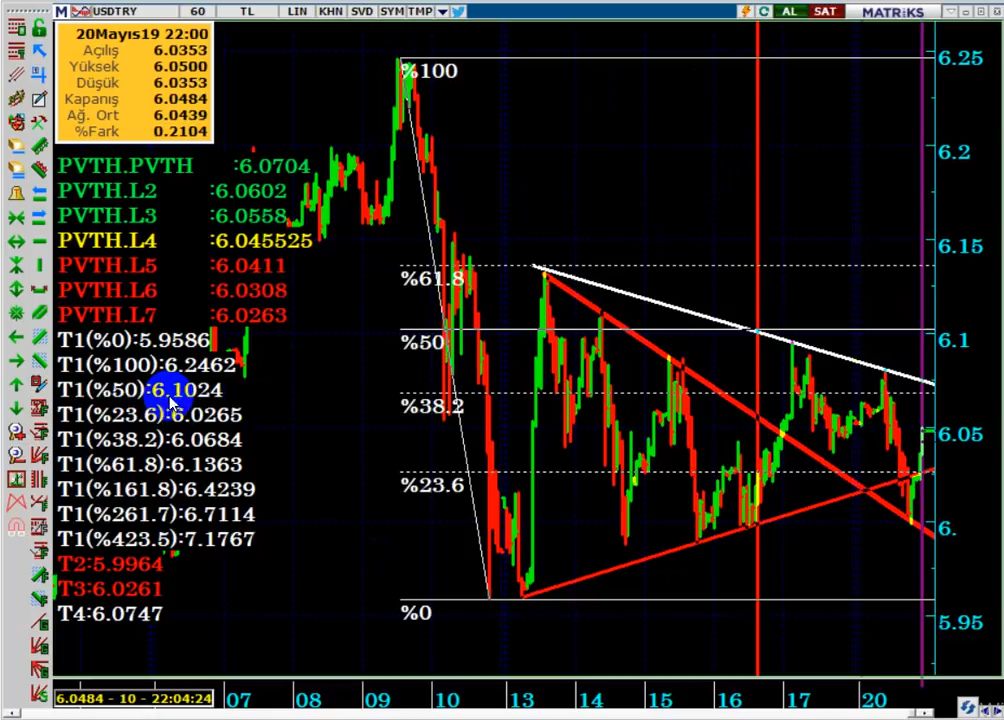 M USDTRY 60 TL LIN KHN SVD SYM TMP AL SAT MATRiKS
20Mayıs19 22:00
Açılış 6.0353
Yüksek 6.0500
Düşük 6.0353
Kapanış 6.0484
Ağ. Ort 6.0439
%Fark 0.2104
PVTH.PVTH :6.0704
PVTH.L2 :6.0602
PVTH.L3 :6.0558
PVTH.L4 :6.045525
PVTH.L5 :6.0411
PVTH.L6 :6.0308
PVTH.L7 :6.0263
T1(%0):5.9586
T1(%100):6.2462
T1(%50):6.1024
T1(%23.6):6.0265
T1(%38.2):6.0684
T1(%61.8):6.1363
T1(%161.8):6.4239
T1(%261.7):6.7114
T1(%423.5):7.1767
T2:5.9964
T3:6.0261
T4:6.0747
%100
%61.8
%50
%38.2
%23.6
%0
6.25
6.2
6.15
6.1
6.05
6.
5.95
6.0484 - 10 - 22:04:24
07 08 09 10 13 14 15 16 17 20